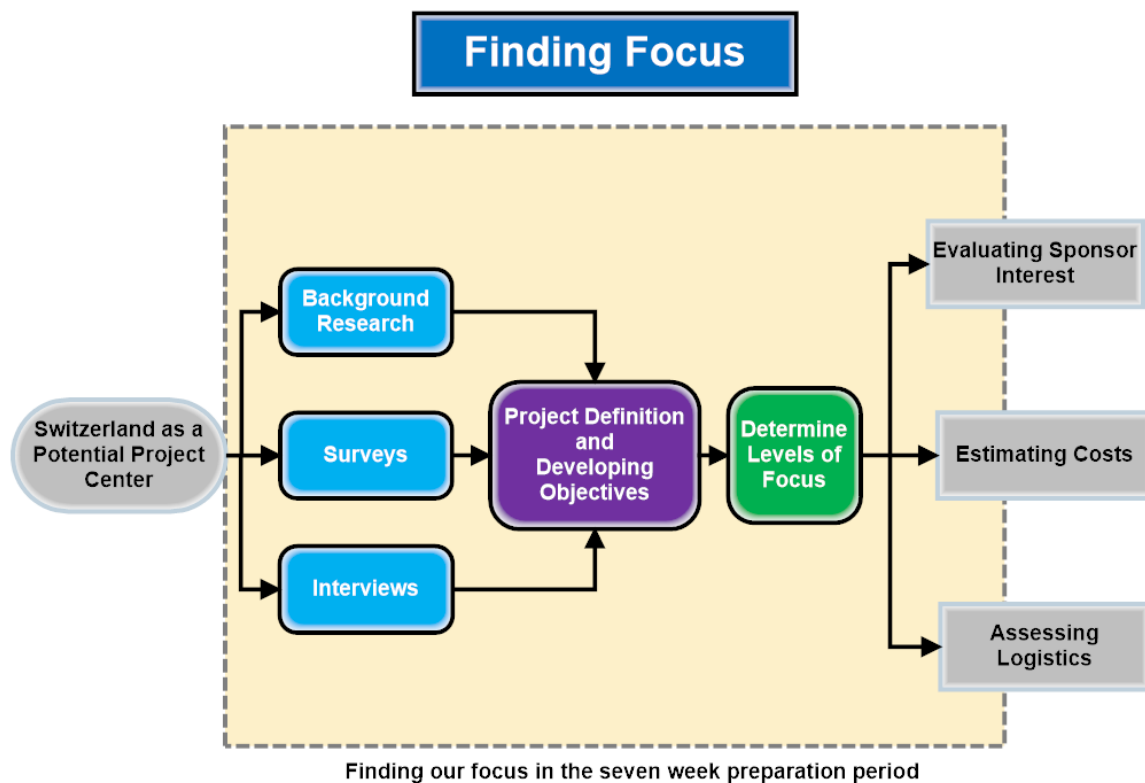 Finding Focus
Background
Research
Surveys
Interviews
Switzerland as a
Potential Project
Center
Project Definition
and
Developing
Objectives
Determine
Levels of
Focus
Evaluating Sponsor
Interest
Estimating Costs
Assessing
Logistics
Finding our focus in the seven week preparation period